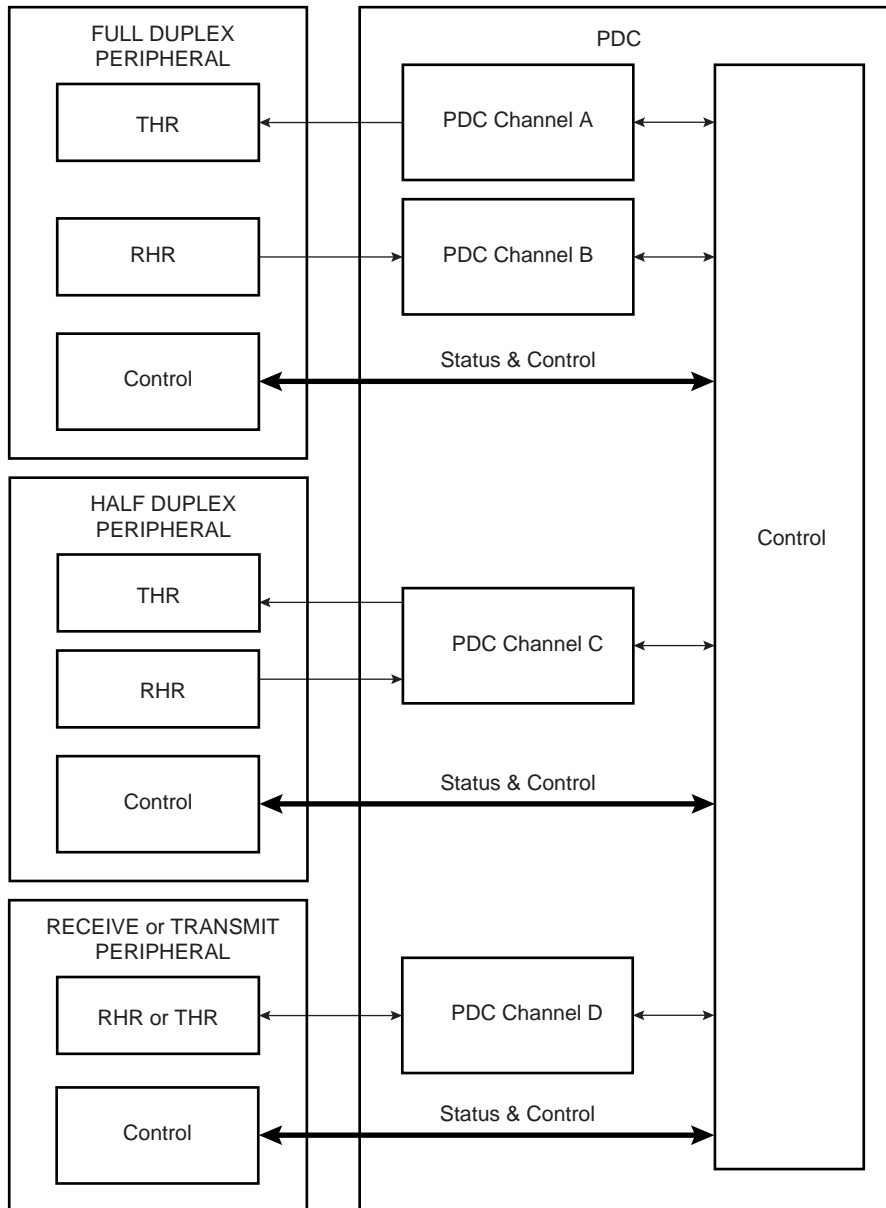 FULL DUPLEX
PERIPHERAL
THR
RHR
Control
PDC
PDC Channel A
PDC Channel B
Status & Control
HALF DUPLEX
PERIPHERAL
THR
RHR
Control
PDC Channel C
Status & Control
Control
RECEIVE or TRANSMIT
PERIPHERAL
RHR or THR
Control
PDC Channel D
Status & Control